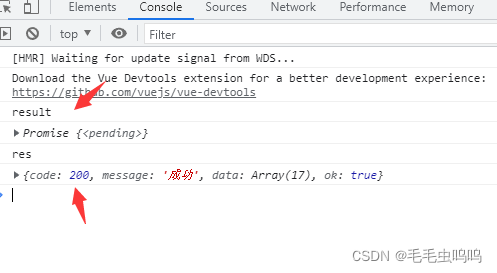 Elements Console Sources Network Performance Memory
top Filter
[HMR] Waiting for update signal from WDS...
Download the Vue Devtools extension for a better development experience:
https://github.com/vuejs/vue-devtools
result
Promise {<pending>}
res
{code: 200, message: '成功', data: Array(17), ok: true}
CSDN @毛毛虫呜呜